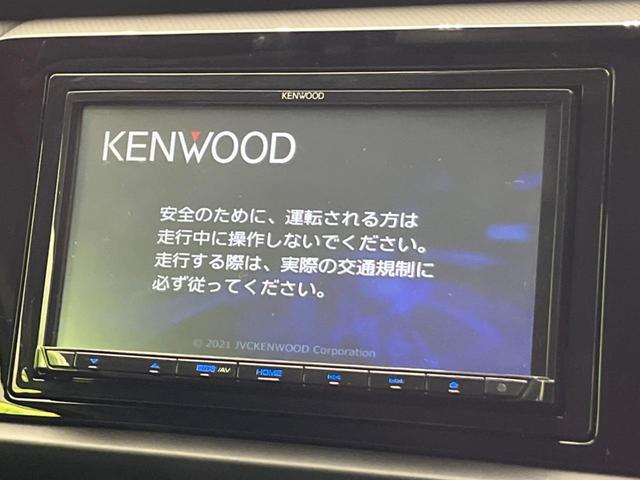 KENWOOD
KENWOOD
安全のために、運転される方は
走行中に操作しないでください。
走行する際は、実際の交通規制に
必ず従ってください。
© 2021 JVCKENWOOD Corporation
/AV HOME